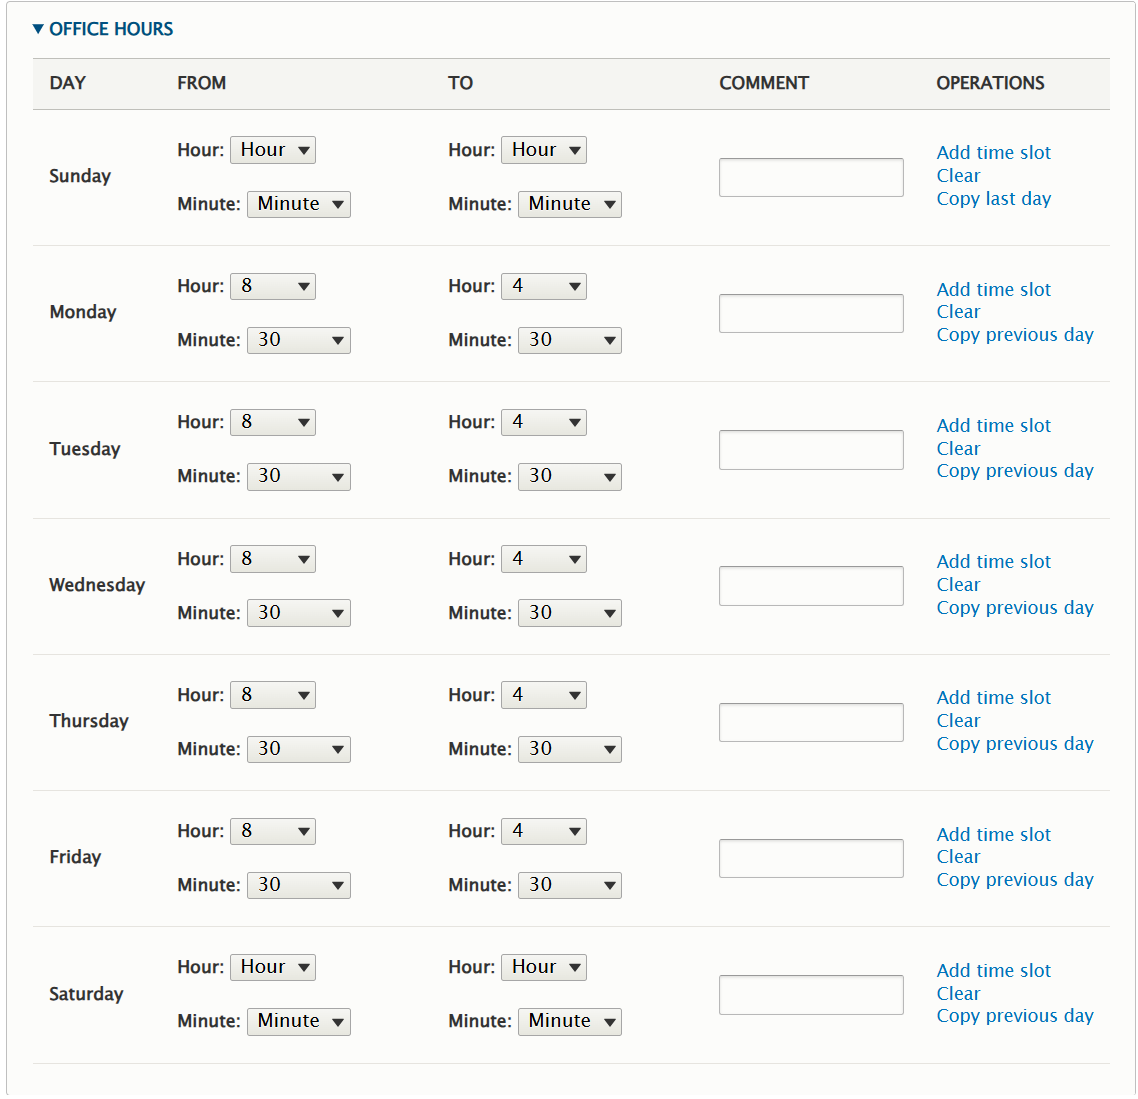 OFFICE HOURS
DAY FROM TO COMMENT OPERATIONS
Sunday
Hour: Hour
Minute: Minute
Hour: Hour
Minute: Minute
Add time slot
Clear
Copy last day
Monday
Hour: 8
Minute: 30
Hour: 4
Minute: 30
Add time slot
Clear
Copy previous day
Tuesday
Hour: 8
Minute: 30
Hour: 4
Minute: 30
Add time slot
Clear
Copy previous day
Wednesday
Hour: 8
Minute: 30
Hour: 4
Minute: 30
Add time slot
Clear
Copy previous day
Thursday
Hour: 8
Minute: 30
Hour: 4
Minute: 30
Add time slot
Clear
Copy previous day
Friday
Hour: 8
Minute: 30
Hour: 4
Minute: 30
Add time slot
Clear
Copy previous day
Saturday
Hour: Hour
Minute: Minute
Hour: Hour
Minute: Minute
Add time slot
Clear
Copy previous day